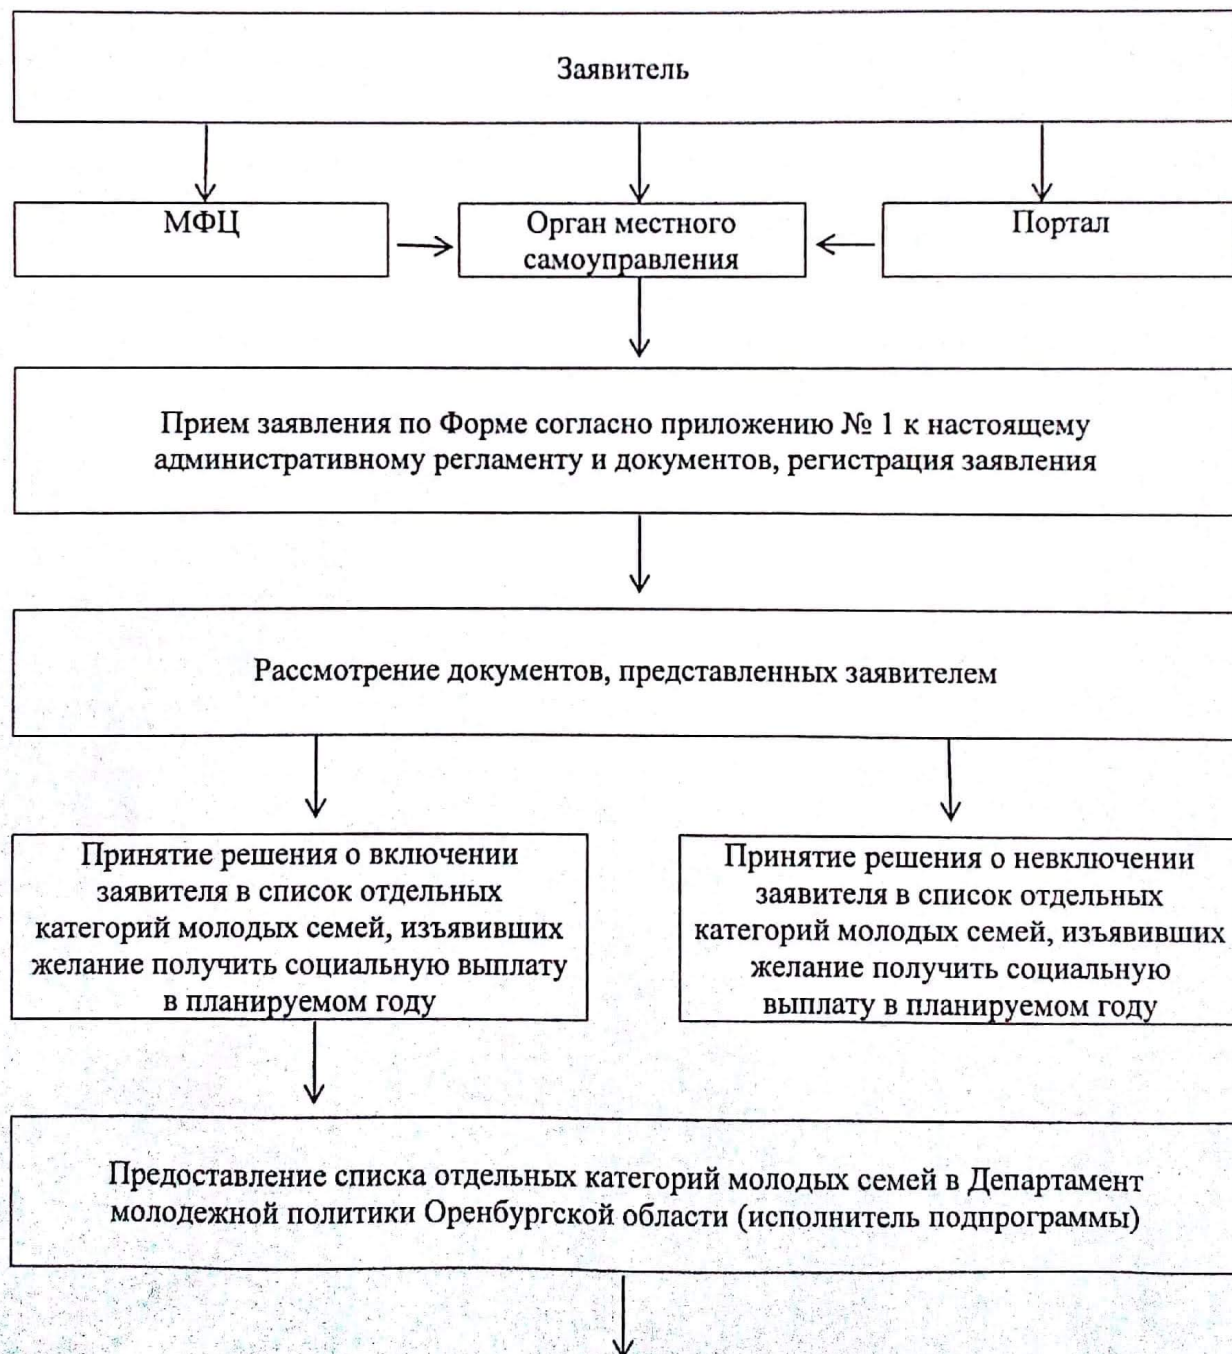 Заявитель
МФЦ
Орган местного
самоуправления
Портал
Прием заявления по Форме согласно приложению № 1 к настоящему
административному регламенту и документов, регистрация заявления
Рассмотрение документов, представленных заявителем
Принятие решения о включении
заявителя в список отдельных
категорий молодых семей, изъявивших
желание получить социальную выплату
в планируемом году
Принятие решения о невключении
заявителя в список отдельных
категорий молодых семей, изъявивших
желание получить социальную
выплату в планируемом году
Предоставление списка отдельных категорий молодых семей в Департамент
молодежной политики Оренбургской области (исполнитель подпрограммы)